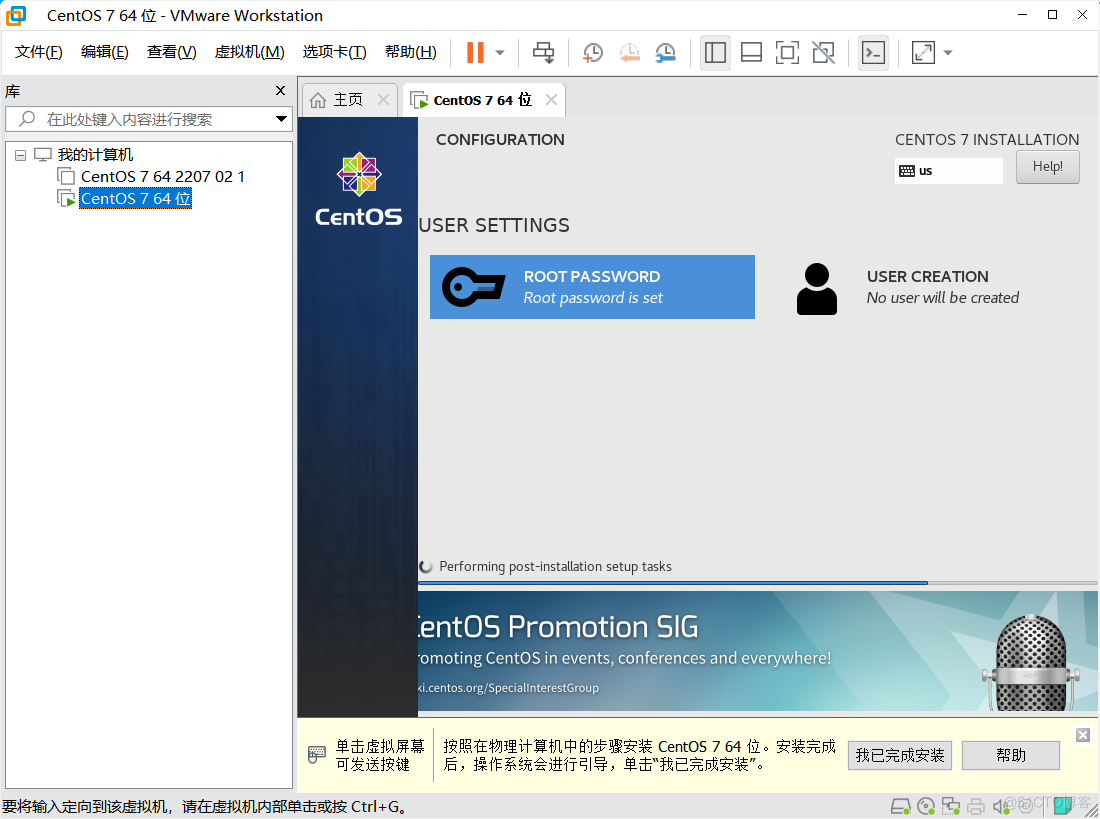 CentOS 7 64 位 - VMware Workstation
文件(F) 编辑(E) 查看(V) 虚拟机(M) 选项卡(T) 帮助(H)
库
在此处键入内容进行搜索
我的计算机
CentOS 7 64 2207 02 1
CentOS 7 64 位
主页 CentOS 7 64 位
CentOS
CONFIGURATION
CENTOS 7 INSTALLATION
us
Help!
USER SETTINGS
ROOT PASSWORD
Root password is set
USER CREATION
No user will be created
Performing post-installation setup tasks
entOS Promotion SIG
romoting CentOS in events, conferences and everywhere!
ki.centos.org/SpecialInterestGroup
单击虚拟屏幕
可发送按键
按照在物理计算机中的步骤安装 CentOS 7 64 位。安装完成
后，操作系统会进行引导，单击“我已完成安装”。
我已完成安装
帮助
要将输入定向到该虚拟机，请在虚拟机内部单击或按 Ctrl+G。
@51CTO博客